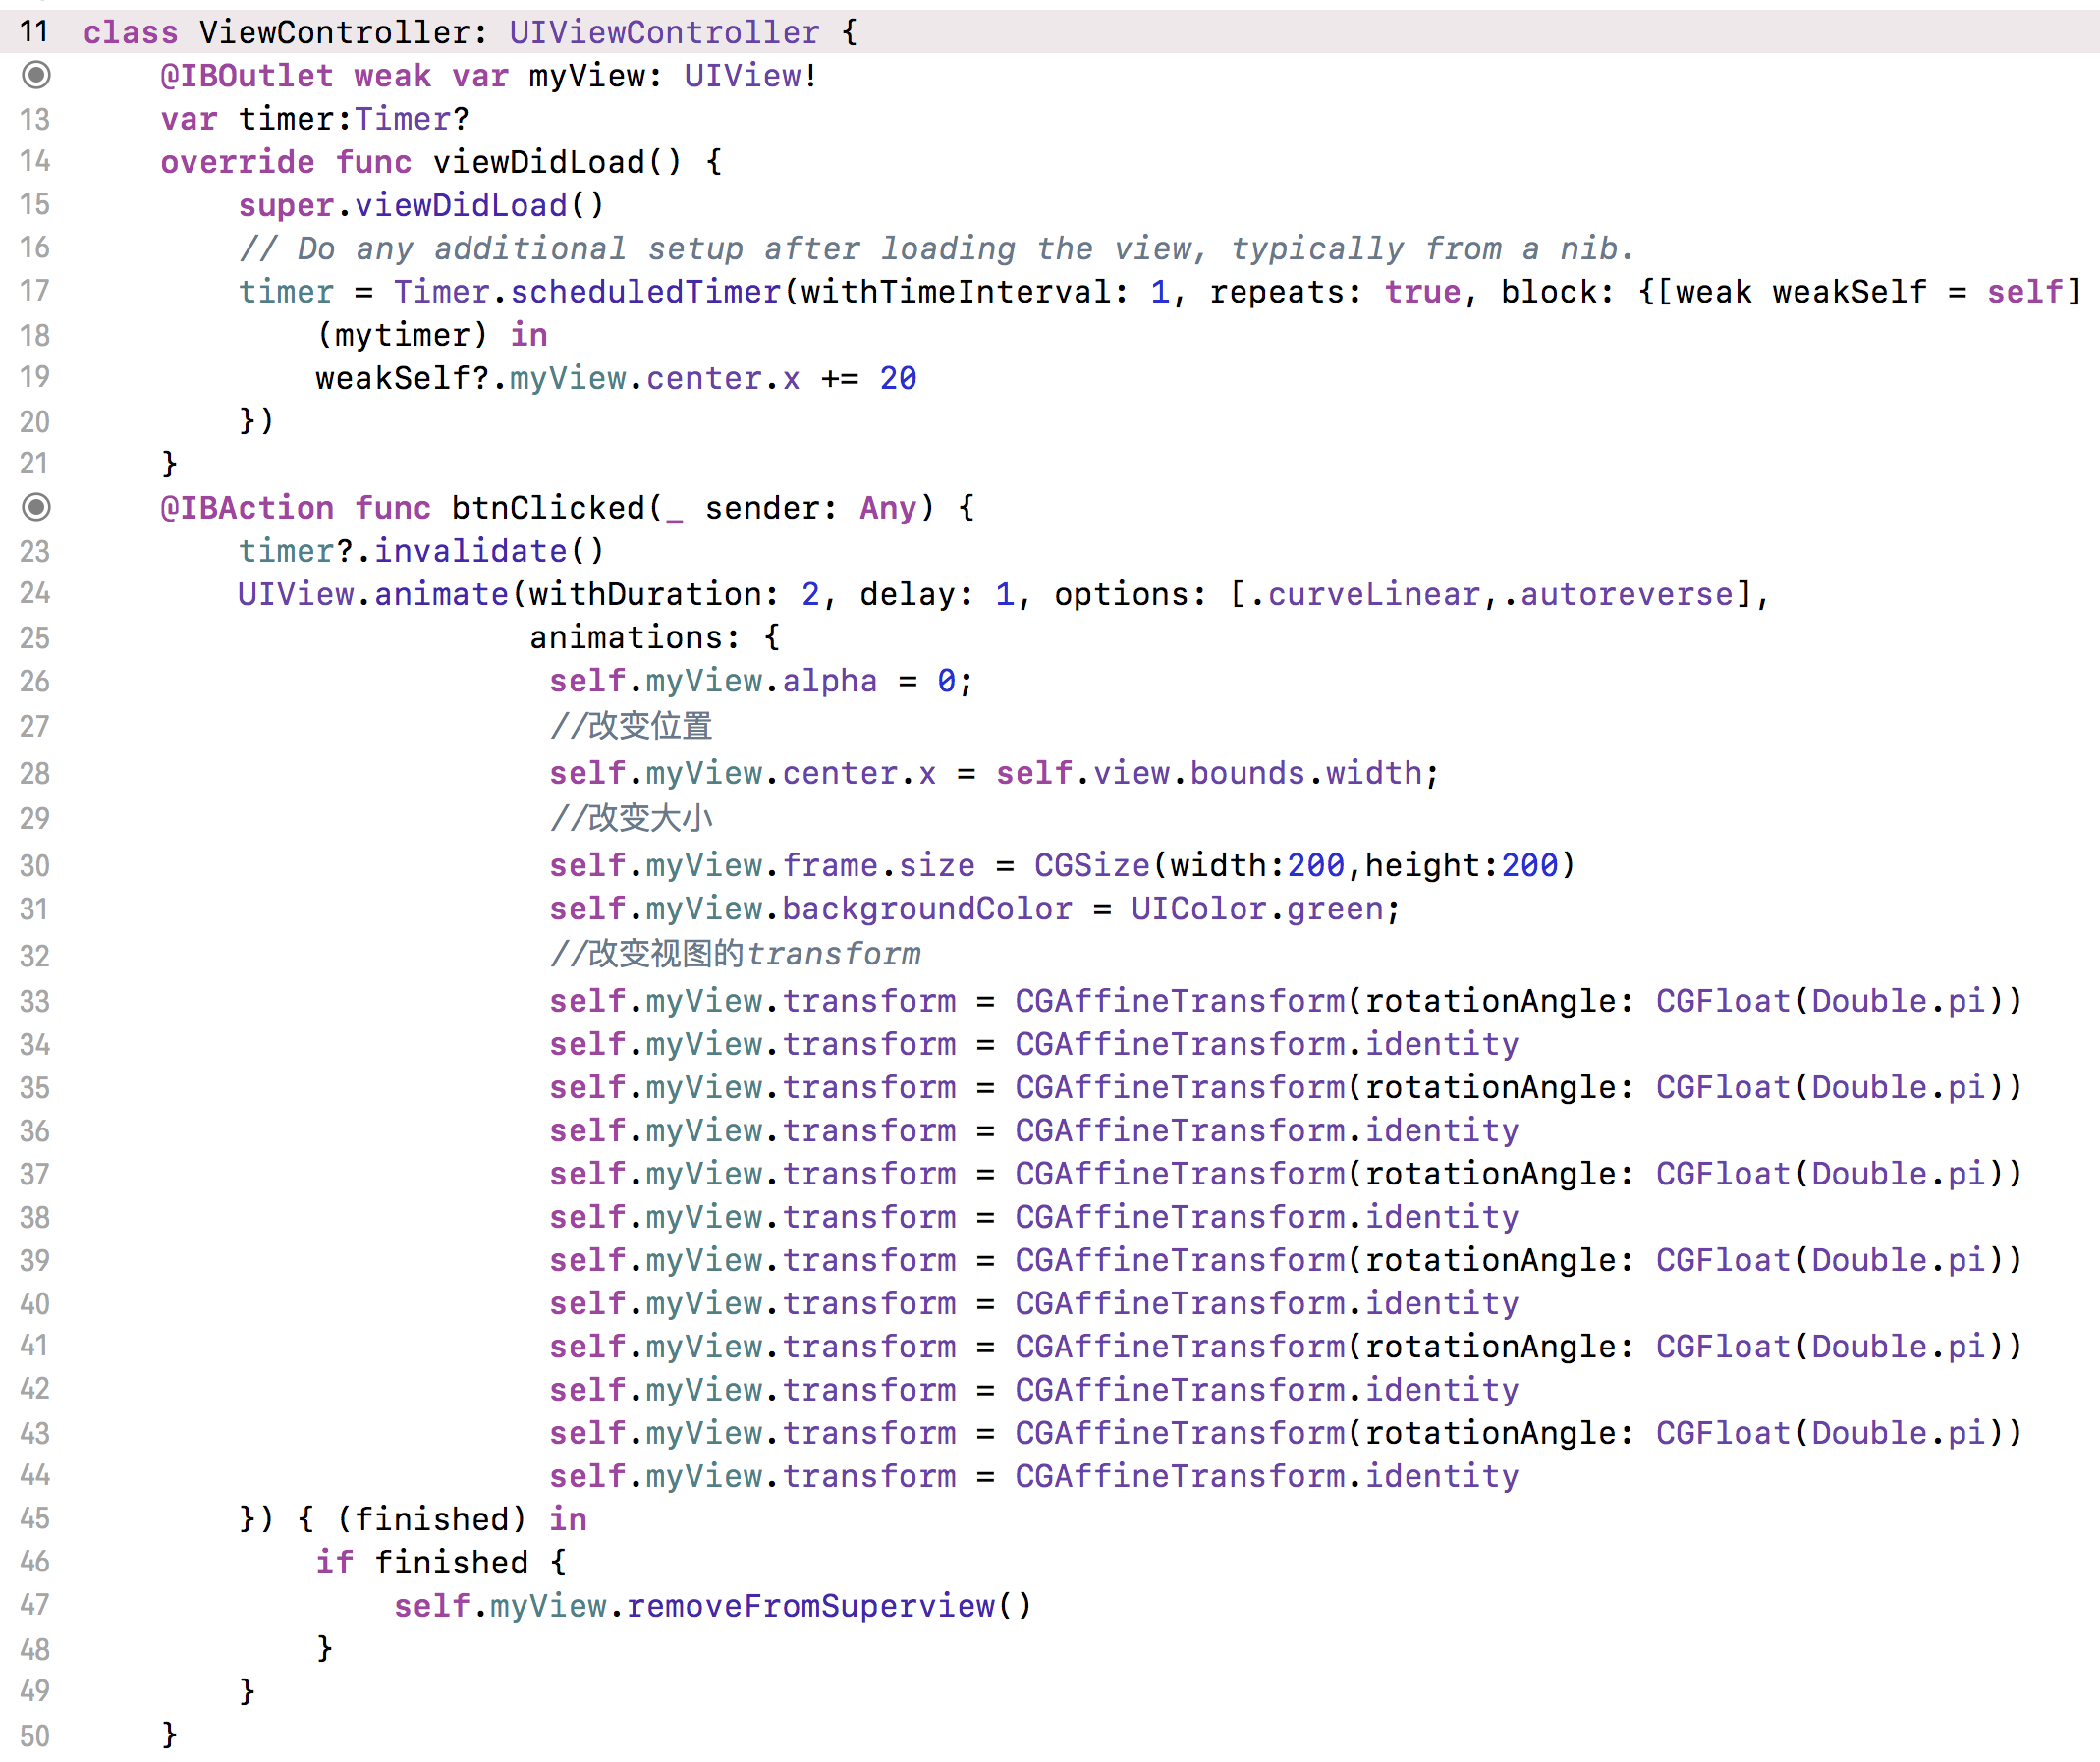 11 class ViewController: UIViewController {
@IBOutlet weak var myView: UIView!
13 var timer:Timer?
14 override func viewDidLoad() {
15 super.viewDidLoad()
16 // Do any additional setup after loading the view, typically from a nib.
17 timer = Timer.scheduledTimer(withTimeInterval: 1, repeats: true, block: {[weak weakSelf = self]
18 (mytimer) in
19 weakSelf?.myView.center.x += 20
20 })
21 }
@IBAction func btnClicked(_ sender: Any) {
23 timer?.invalidate()
24 UIView.animate(withDuration: 2, delay: 1, options: [.curveLinear,.autoreverse],
25 animations: {
26 self.myView.alpha = 0;
27 //改变位置
28 self.myView.center.x = self.view.bounds.width;
29 //改变大小
30 self.myView.frame.size = CGSize(width:200,height:200)
31 self.myView.backgroundColor = UIColor.green;
32 //改变视图的transform
33 self.myView.transform = CGAffineTransform(rotationAngle: CGFloat(Double.pi))
34 self.myView.transform = CGAffineTransform.identity
35 self.myView.transform = CGAffineTransform(rotationAngle: CGFloat(Double.pi))
36 self.myView.transform = CGAffineTransform.identity
37 self.myView.transform = CGAffineTransform(rotationAngle: CGFloat(Double.pi))
38 self.myView.transform = CGAffineTransform.identity
39 self.myView.transform = CGAffineTransform(rotationAngle: CGFloat(Double.pi))
40 self.myView.transform = CGAffineTransform.identity
41 self.myView.transform = CGAffineTransform(rotationAngle: CGFloat(Double.pi))
42 self.myView.transform = CGAffineTransform.identity
43 self.myView.transform = CGAffineTransform(rotationAngle: CGFloat(Double.pi))
44 self.myView.transform = CGAffineTransform.identity
45 }) { (finished) in
46 if finished {
47 self.myView.removeFromSuperview()
48 }
49 }
50 }